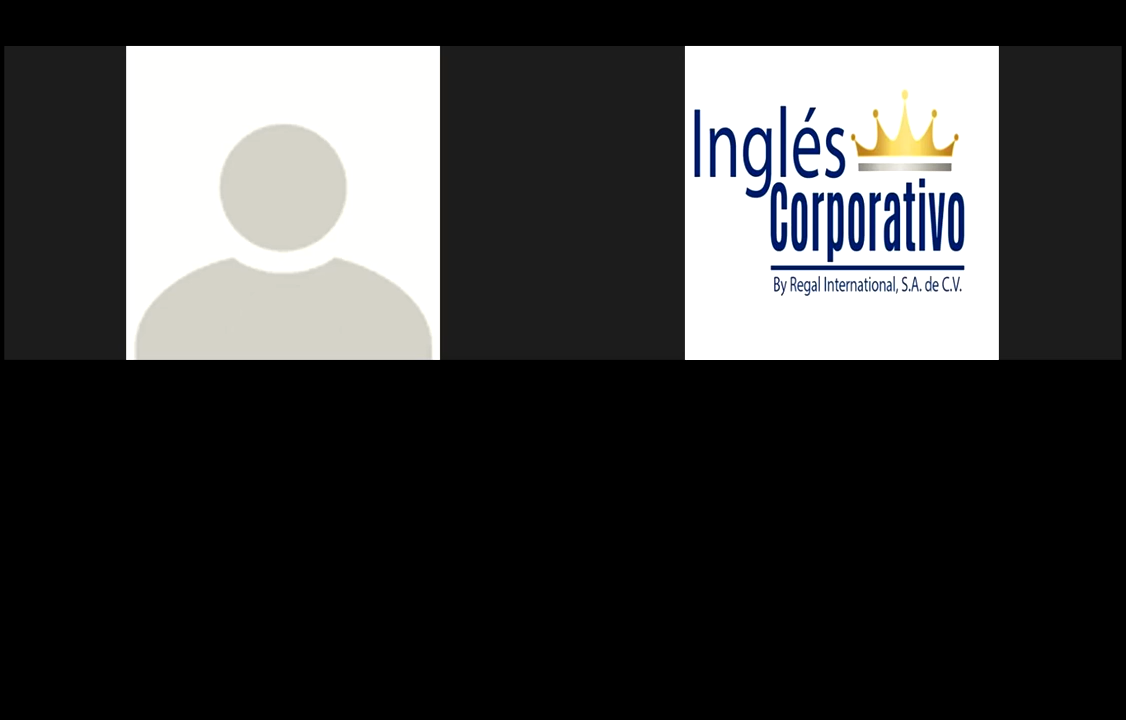 Inglés
Corporativo
By Regal International, S.A. de C.V.